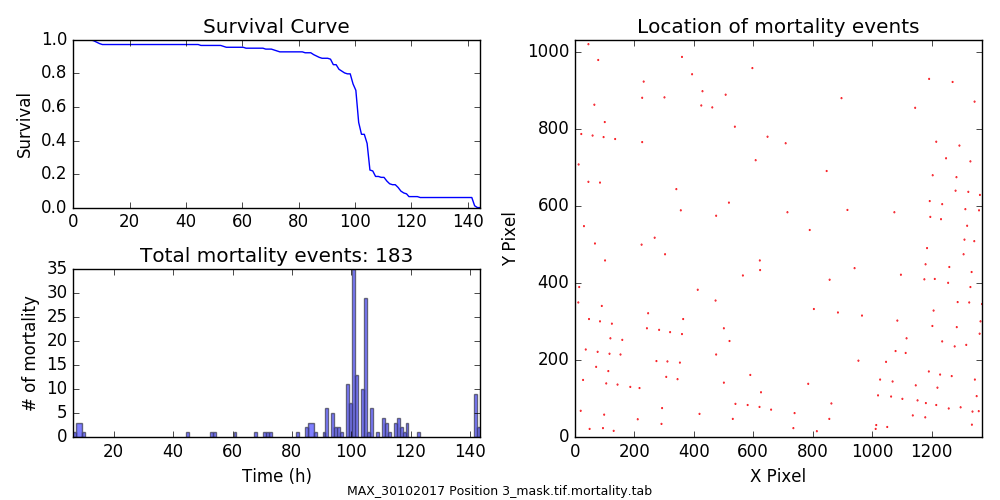 Survival Curve
1.0
0.8
0.6
0.4
0.2
0.0
Survival
0 20 40 60 80 100 120 140
Total mortality events: 183
35
30
25
20
15
10
5
0
# of mortality
20 40 60 80 100 120 140
Time (h)
Location of mortality events
1000
800
600
400
200
0
Y Pixel
0 200 400 600 800 1000 1200
X Pixel
MAX_30102017 Position 3_mask.tif.mortality.tab